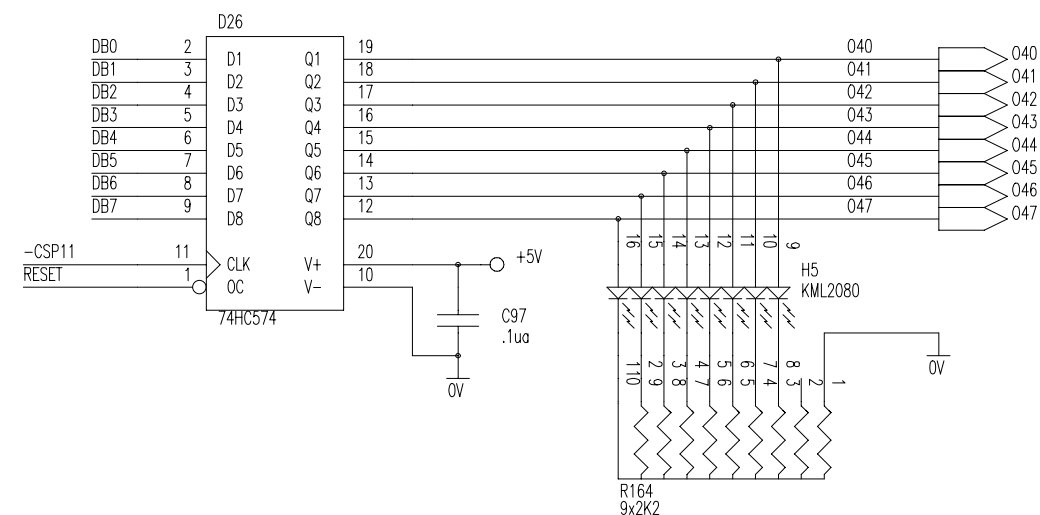 D26
DB0 2 D1 Q1 19 O40 O40
DB1 3 D2 Q2 18 O41 O41
DB2 4 D3 Q3 17 O42 O42
DB3 5 D4 Q4 16 O43 O43
DB4 6 D5 Q5 15 O44 O44
DB5 7 D6 Q6 14 O45 O45
DB6 8 D7 Q7 13 O46 O46
DB7 9 D8 Q8 12 O47 O47
-CSP11 11 CLK V+ 20 +5V
RESET 1 OC V- 10
74HC574
C97
.1ua
0V
16 15 14 13 12 11 10 9
H5
KML2080
1 2 3 4 5 6 7 8
10 9 8 7 6 5 4 3 2 1
0V
R164
9x2K2